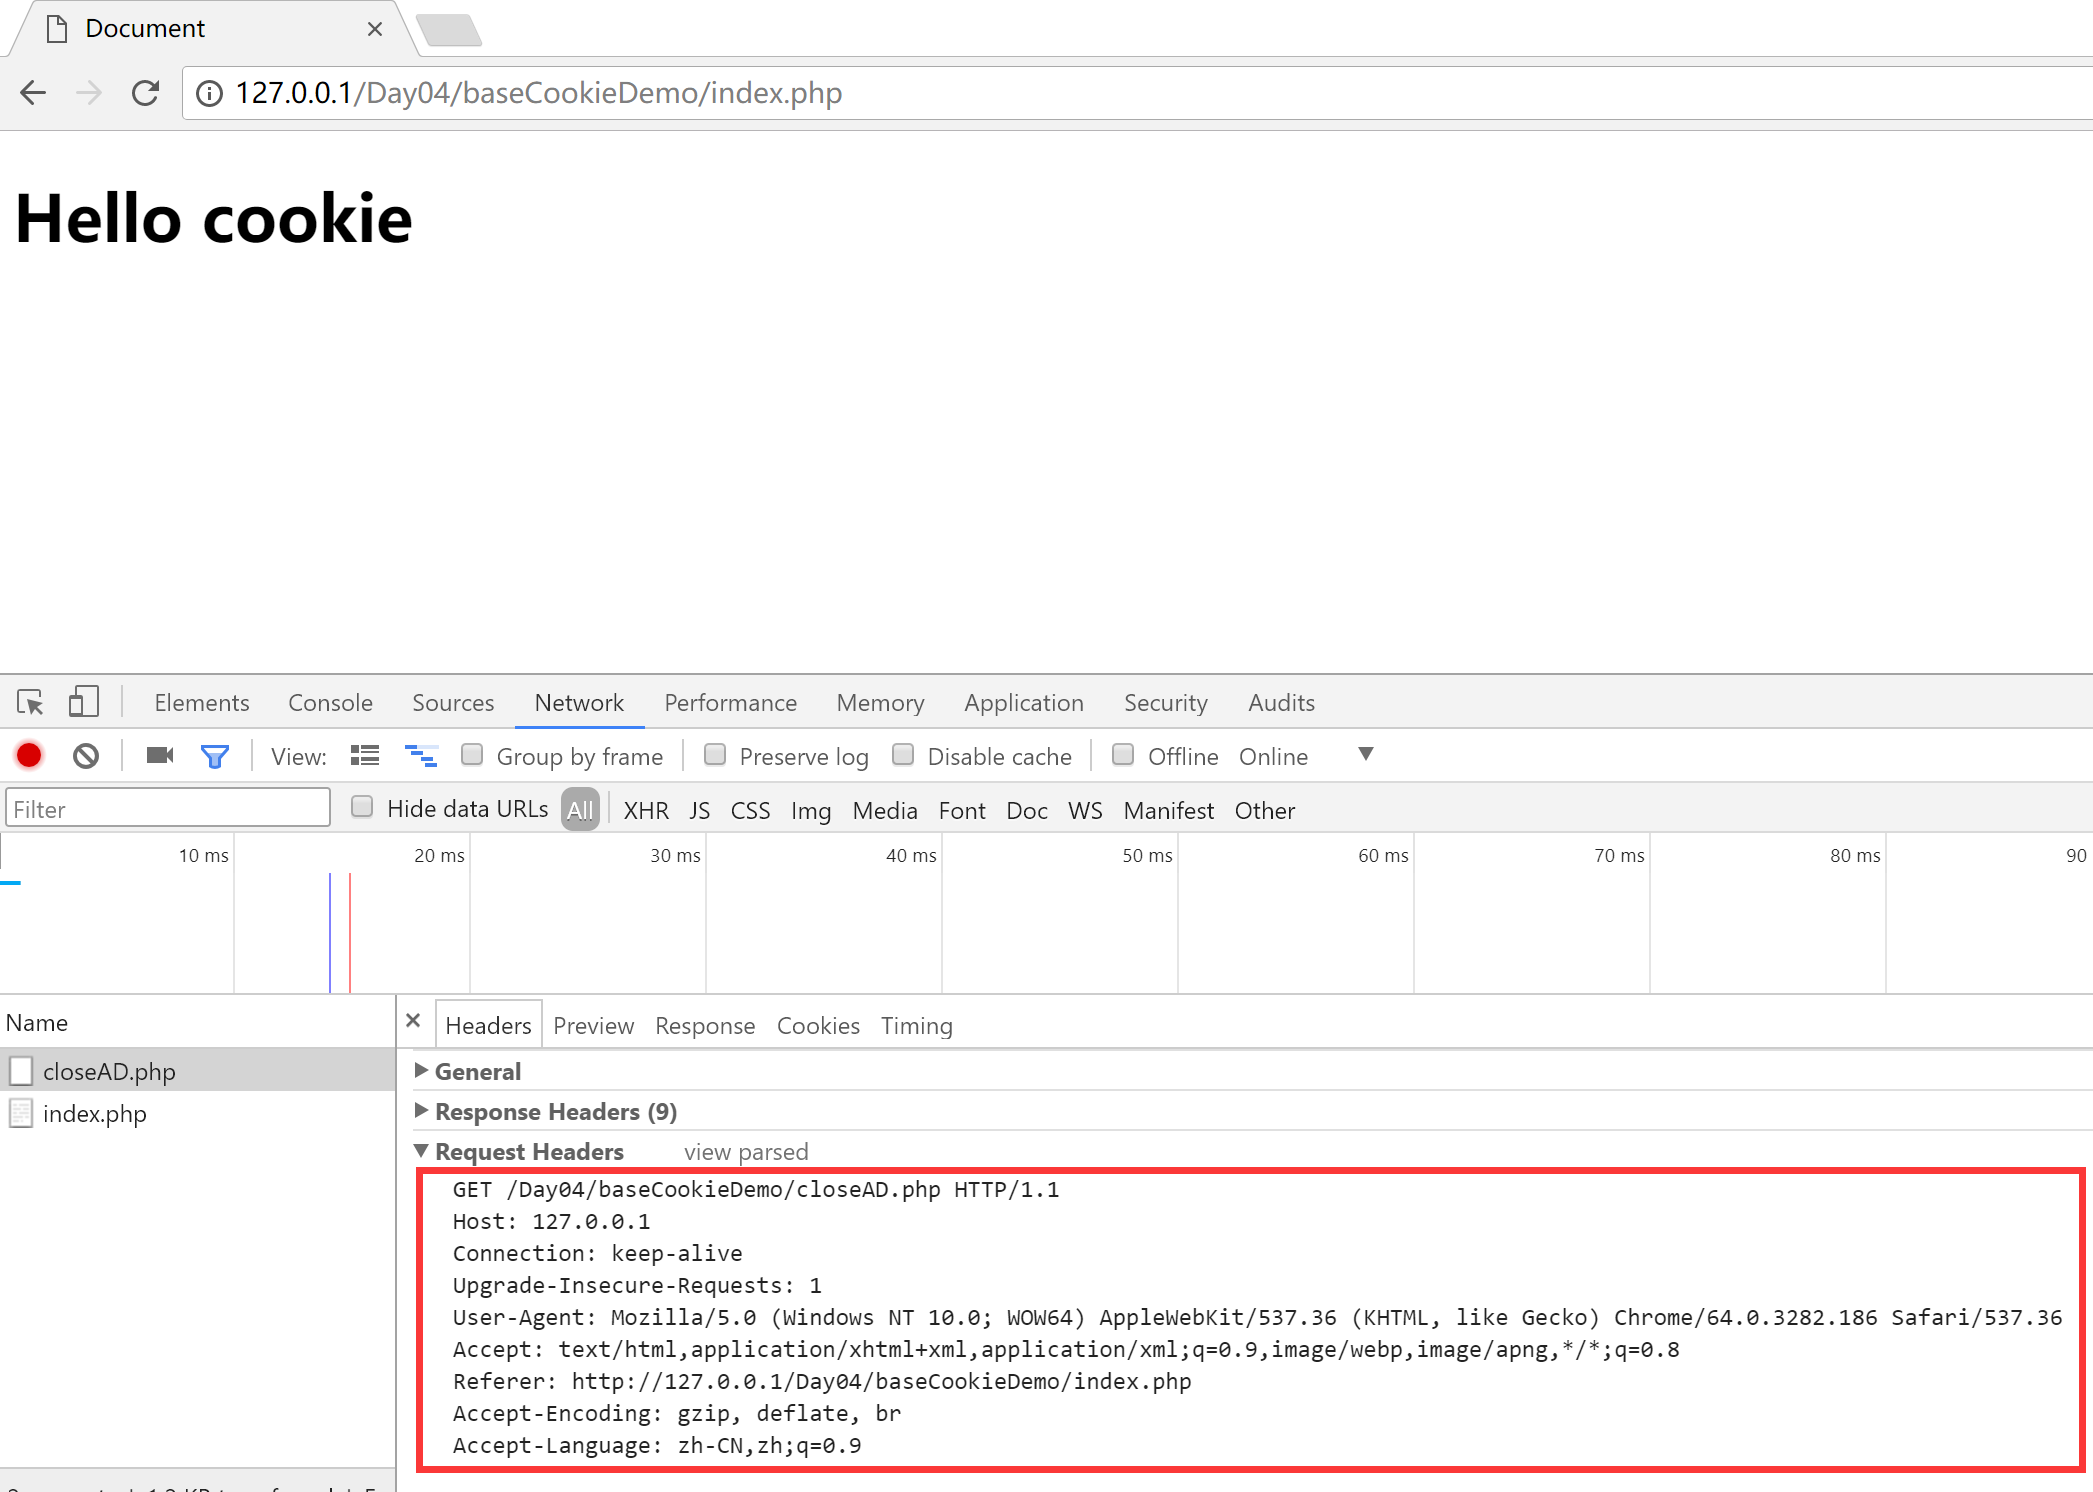 Document
127.0.0.1/Day04/baseCookieDemo/index.php
Hello cookie
Elements Console Sources Network Performance Memory Application Security Audits
View: Group by frame Preserve log Disable cache Offline Online
Filter Hide data URLs All XHR JS CSS Img Media Font Doc WS Manifest Other
10 ms 20 ms 30 ms 40 ms 50 ms 60 ms 70 ms 80 ms 90
Name
closeAD.php
index.php
Headers Preview Response Cookies Timing
General
Response Headers (9)
Request Headers view parsed
GET /Day04/baseCookieDemo/closeAD.php HTTP/1.1
Host: 127.0.0.1
Connection: keep-alive
Upgrade-Insecure-Requests: 1
User-Agent: Mozilla/5.0 (Windows NT 10.0; WOW64) AppleWebKit/537.36 (KHTML, like Gecko) Chrome/64.0.3282.186 Safari/537.36
Accept: text/html,application/xhtml+xml,application/xml;q=0.9,image/webp,image/apng,*/*;q=0.8
Referer: http://127.0.0.1/Day04/baseCookieDemo/index.php
Accept-Encoding: gzip, deflate, br
Accept-Language: zh-CN,zh;q=0.9